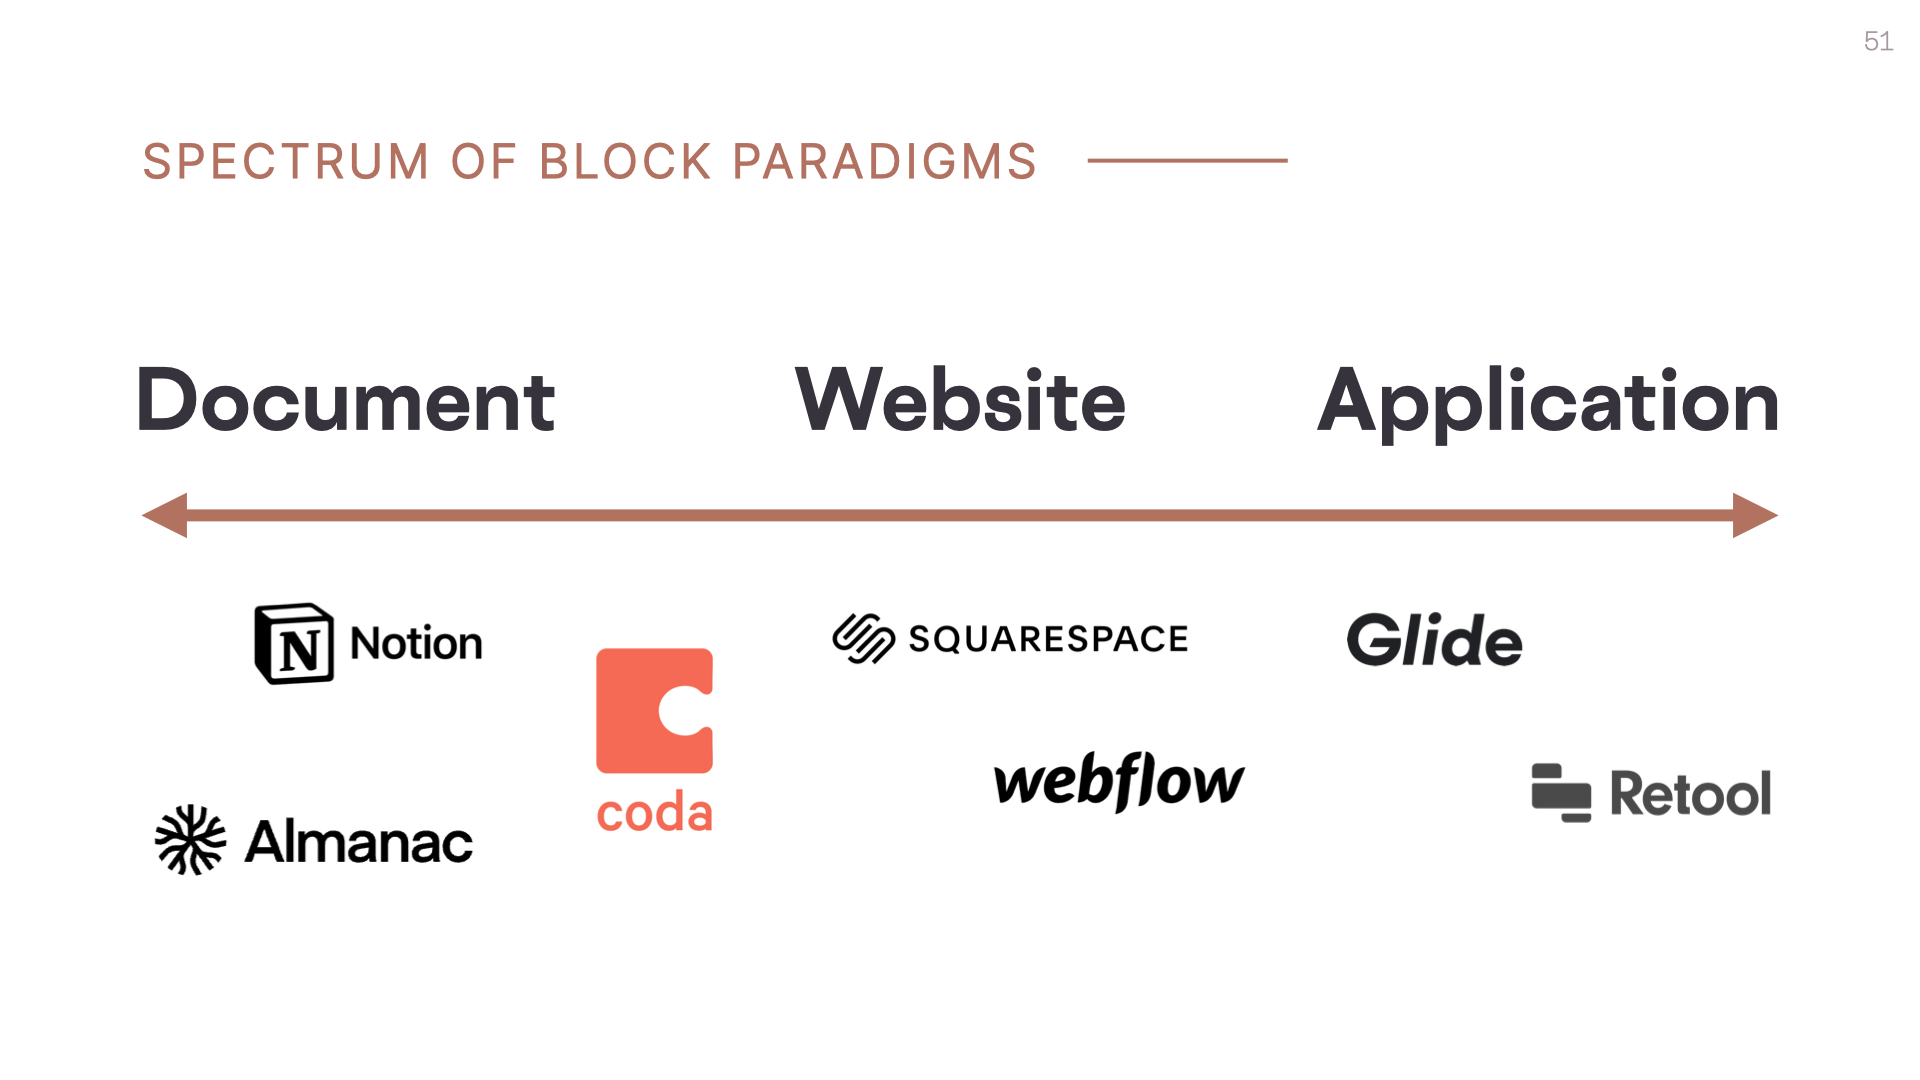 51
SPECTRUM OF BLOCK PARADIGMS
Document Website Application
N Notion
SQUARESPACE
Glide
coda
webflow
Retool
Almanac